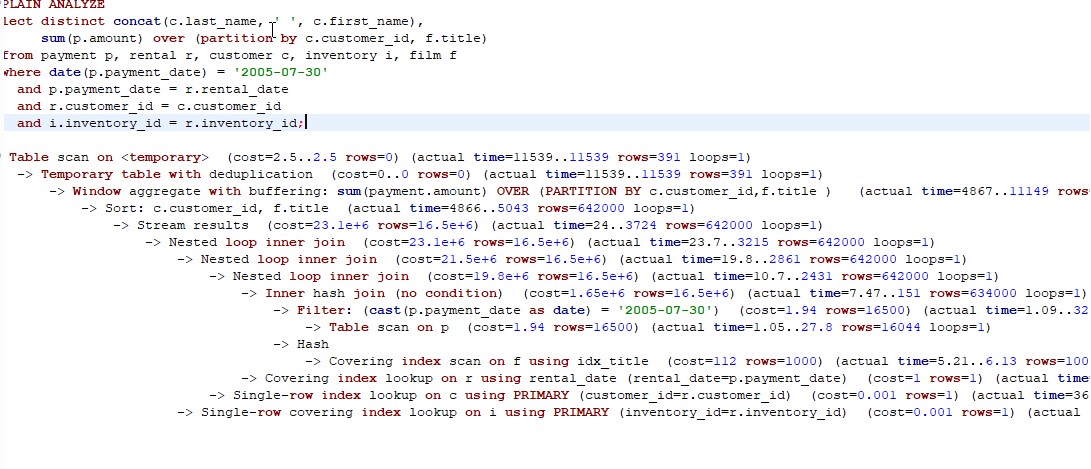 PLAIN ANALYZE
lect distinct concat(c.last_name, ' ', c.first_name),
sum(p.amount) over (partition by c.customer_id, f.title)
from payment p, rental r, customer c, inventory i, film f
where date(p.payment_date) = '2005-07-30'
and p.payment_date = r.rental_date
and r.customer_id = c.customer_id
and i.inventory_id = r.inventory_id;
Table scan on <temporary> (cost=2.5..2.5 rows=0) (actual time=11539..11539 rows=391 loops=1)
-> Temporary table with deduplication (cost=0..0 rows=0) (actual time=11539..11539 rows=391 loops=1)
-> Window aggregate with buffering: sum(payment.amount) OVER (PARTITION BY c.customer_id,f.title ) (actual time=4867..11149 rows
-> Sort: c.customer_id, f.title (actual time=4866..5043 rows=642000 loops=1)
-> Stream results (cost=23.1e+6 rows=16.5e+6) (actual time=24..3724 rows=642000 loops=1)
-> Nested loop inner join (cost=23.1e+6 rows=16.5e+6) (actual time=23.7..3215 rows=642000 loops=1)
-> Nested loop inner join (cost=21.5e+6 rows=16.5e+6) (actual time=19.8..2861 rows=642000 loops=1)
-> Nested loop inner join (cost=19.8e+6 rows=16.5e+6) (actual time=10.7..2431 rows=642000 loops=1)
-> Inner hash join (no condition) (cost=1.65e+6 rows=16.5e+6) (actual time=7.47..151 rows=634000 loops=1)
-> Filter: (cast(p.payment_date as date) = '2005-07-30') (cost=1.94 rows=16500) (actual time=1.09..32
-> Table scan on p (cost=1.94 rows=16500) (actual time=1.05..27.8 rows=16044 loops=1)
-> Hash
-> Covering index scan on f using idx_title (cost=112 rows=1000) (actual time=5.21..6.13 rows=100
-> Covering index lookup on r using rental_date (rental_date=p.payment_date) (cost=1 rows=1) (actual time
-> Single-row index lookup on c using PRIMARY (customer_id=r.customer_id) (cost=0.001 rows=1) (actual time=36
-> Single-row covering index lookup on i using PRIMARY (inventory_id=r.inventory_id) (cost=0.001 rows=1) (actual